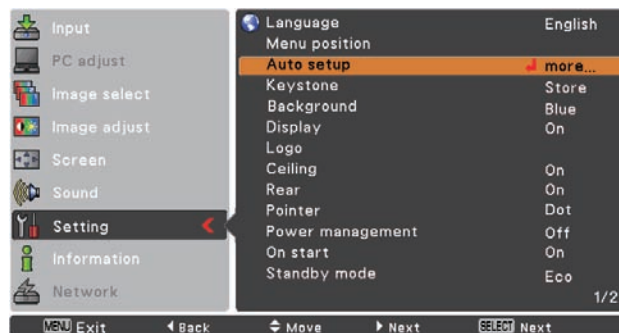 Input
PC adjust
Image select
Image adjust
Screen
Sound
Setting
Information
Network
Language English
Menu position
Auto setup more...
Keystone Store
Background Blue
Display On
Logo
Ceiling On
Rear On
Pointer Dot
Power management Off
On start On
Standby mode Eco
1/2
MENU Exit Back Move Next SELECT Next